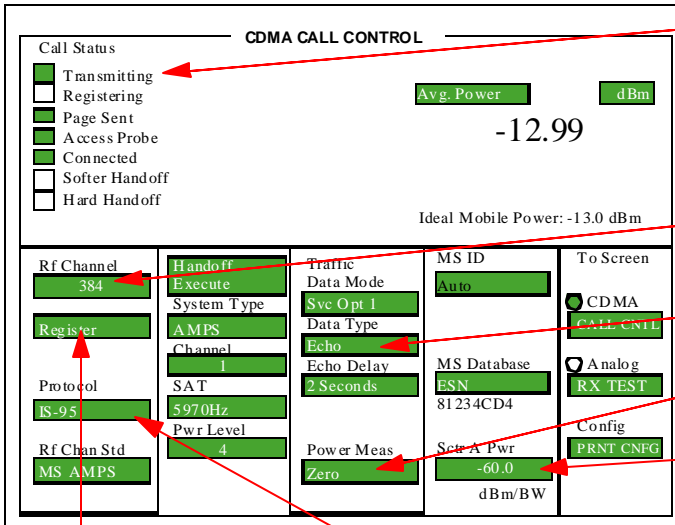 CDMA CALL CONTROL
Call Status
Transmitting
Registering
Page Sent
Access Probe
Connected
Softer Handoff
Hard Handoff
Avg. Power dBm
-12.99
Ideal Mobile Power: -13.0 dBm
Rf Channel
384
Register
Protocol
IS-95
Rf Chan Std
MS AMPS
Handoff
Execute
System Type
AMPS
Channel
1
SAT
5970Hz
Pwr Level
4
Traffic
Data Mode
Svc Opt 1
Data Type
Echo
Echo Delay
2 Seconds
Power Meas
Zero
MS ID
Auto
MS Database
ESN
81234CD4
Sctr A Pwr
-60.0
dBm/BW
To Screen
CDMA
CALL CNTL
Analog
RX TEST
Config
PRNT CNFG